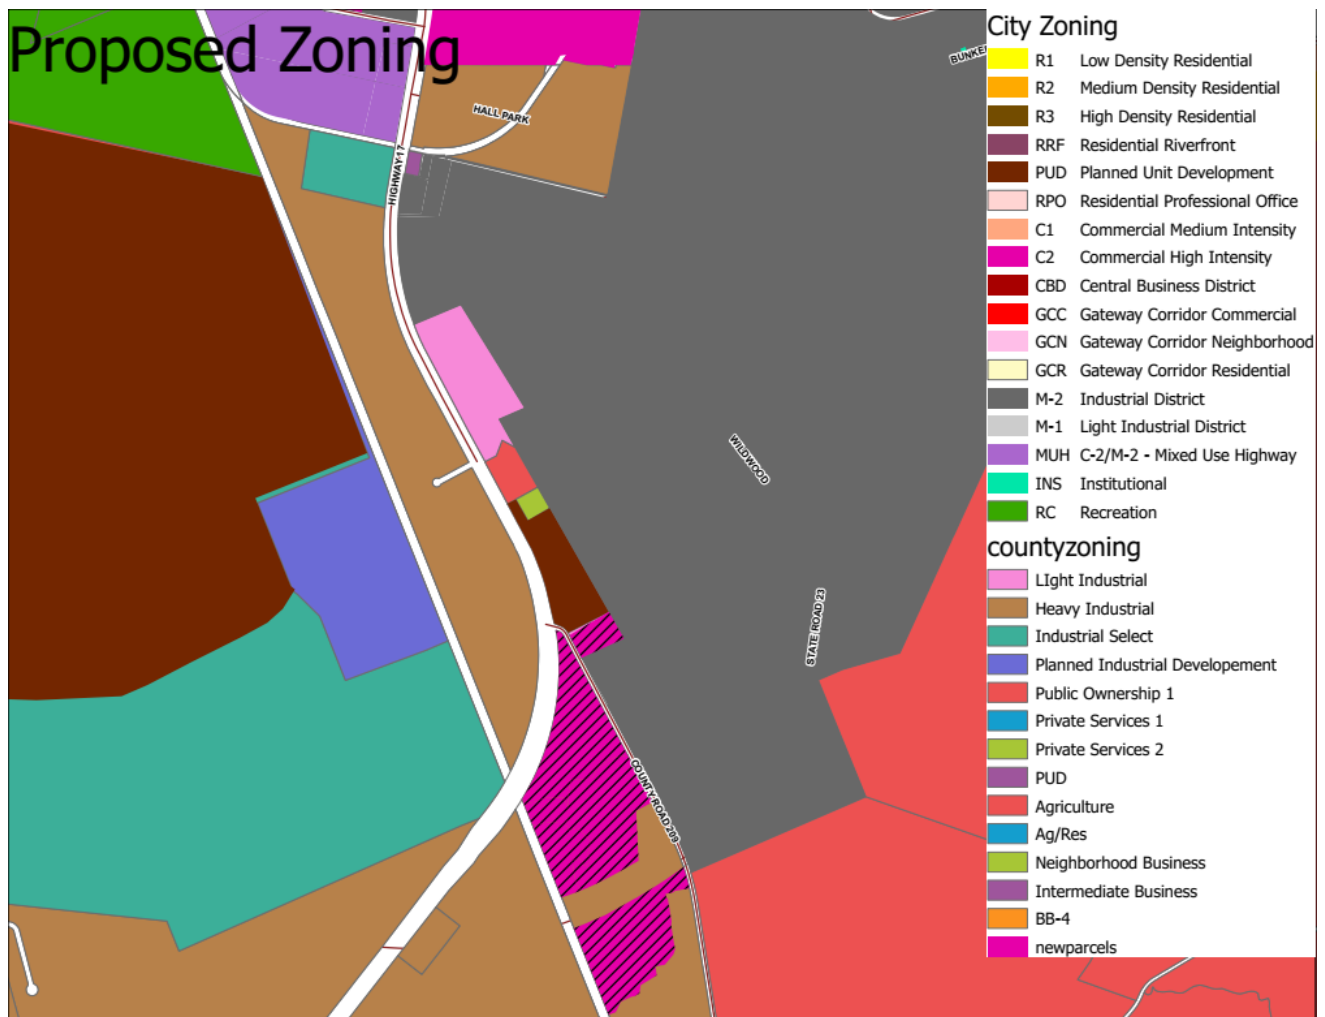 Proposed Zoning
HALL PARK
HIGHWAY 17
WILDWOOD
STATE ROAD 23
COUNTY ROAD 209
City Zoning
R1 Low Density Residential
R2 Medium Density Residential
R3 High Density Residential
RRF Residential Riverfront
PUD Planned Unit Development
RPO Residential Professional Office
C1 Commercial Medium Intensity
C2 Commercial High Intensity
CBD Central Business District
GCC Gateway Corridor Commercial
GCN Gateway Corridor Neighborhood
GCR Gateway Corridor Residential
M-2 Industrial District
M-1 Light Industrial District
MUH C-2/M-2 - Mixed Use Highway
INS Institutional
RC Recreation
countyzoning
LIght Industrial
Heavy Industrial
Industrial Select
Planned Industrial Developement
Public Ownership 1
Private Services 1
Private Services 2
PUD
Agriculture
Ag/Res
Neighborhood Business
Intermediate Business
BB-4
newparcels